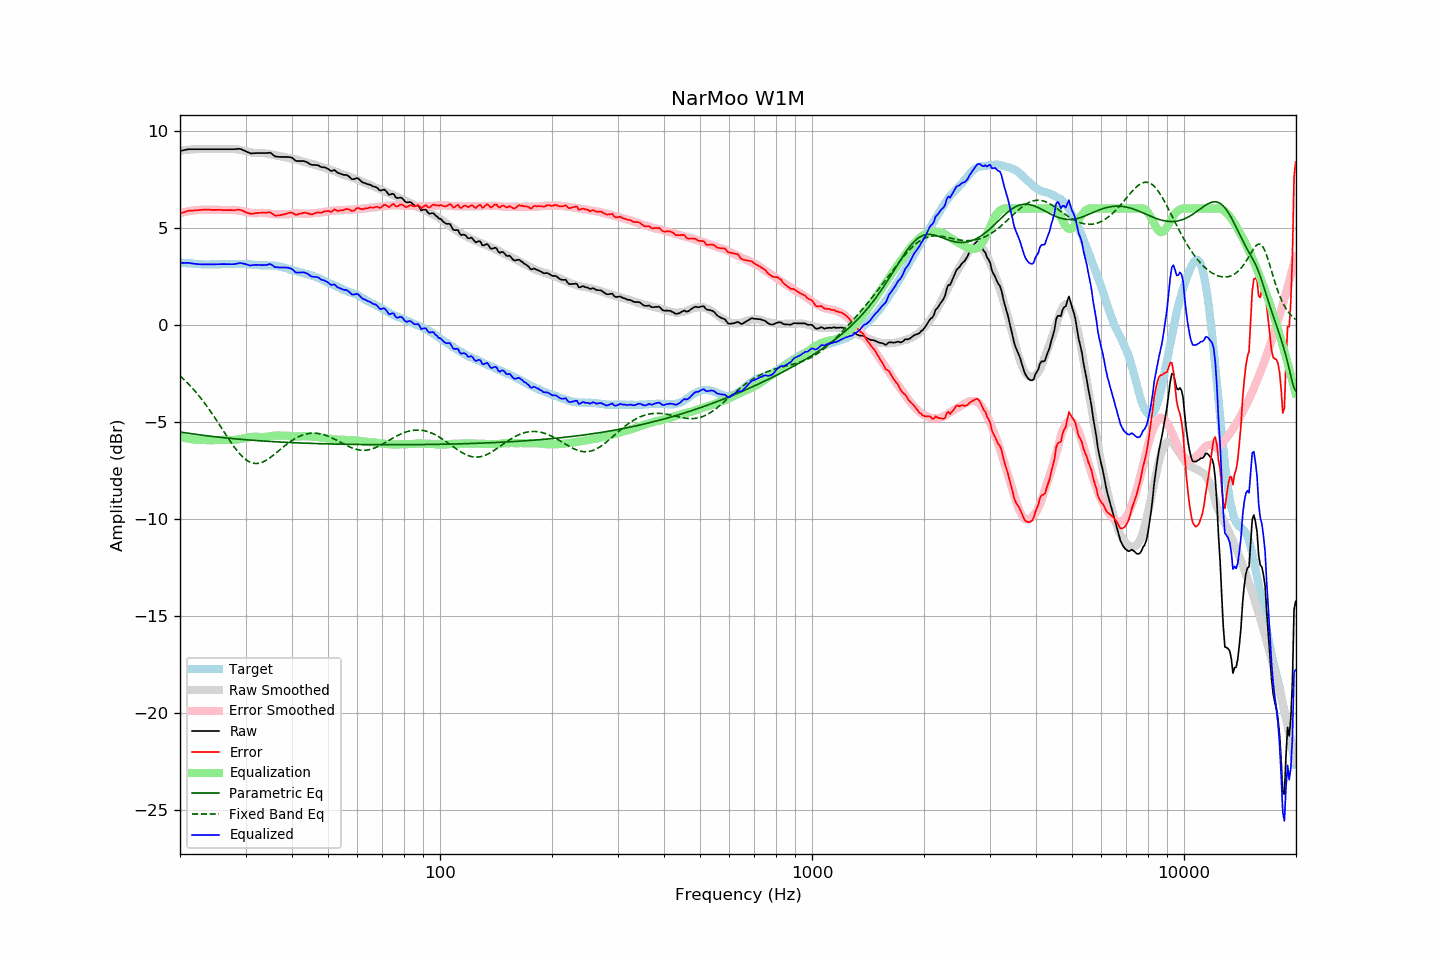 NarMoo W1M
10
5
0
−5
−10
−15
−20
−25
Amplitude (dBr)
100
1000
10000
Frequency (Hz)
Target
Raw Smoothed
Error Smoothed
Raw
Error
Equalization
Parametric Eq
Fixed Band Eq
Equalized